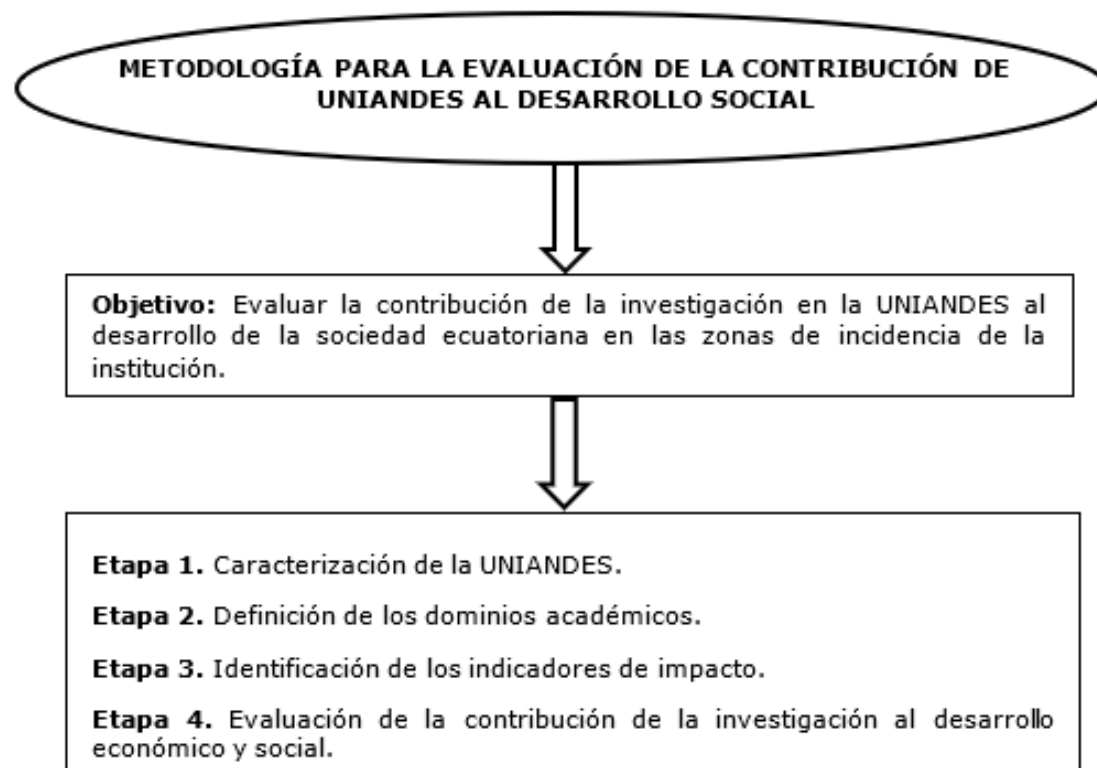 METODOLOGÍA PARA LA EVALUACIÓN DE LA CONTRIBUCIÓN DE
UNIANDES AL DESARROLLO SOCIAL
Objetivo: Evaluar la contribución de la investigación en la UNIANDES al
desarrollo de la sociedad ecuatoriana en las zonas de incidencia de la
institución.
Etapa 1. Caracterización de la UNIANDES.
Etapa 2. Definición de los dominios académicos.
Etapa 3. Identificación de los indicadores de impacto.
Etapa 4. Evaluación de la contribución de la investigación al desarrollo
económico y social.